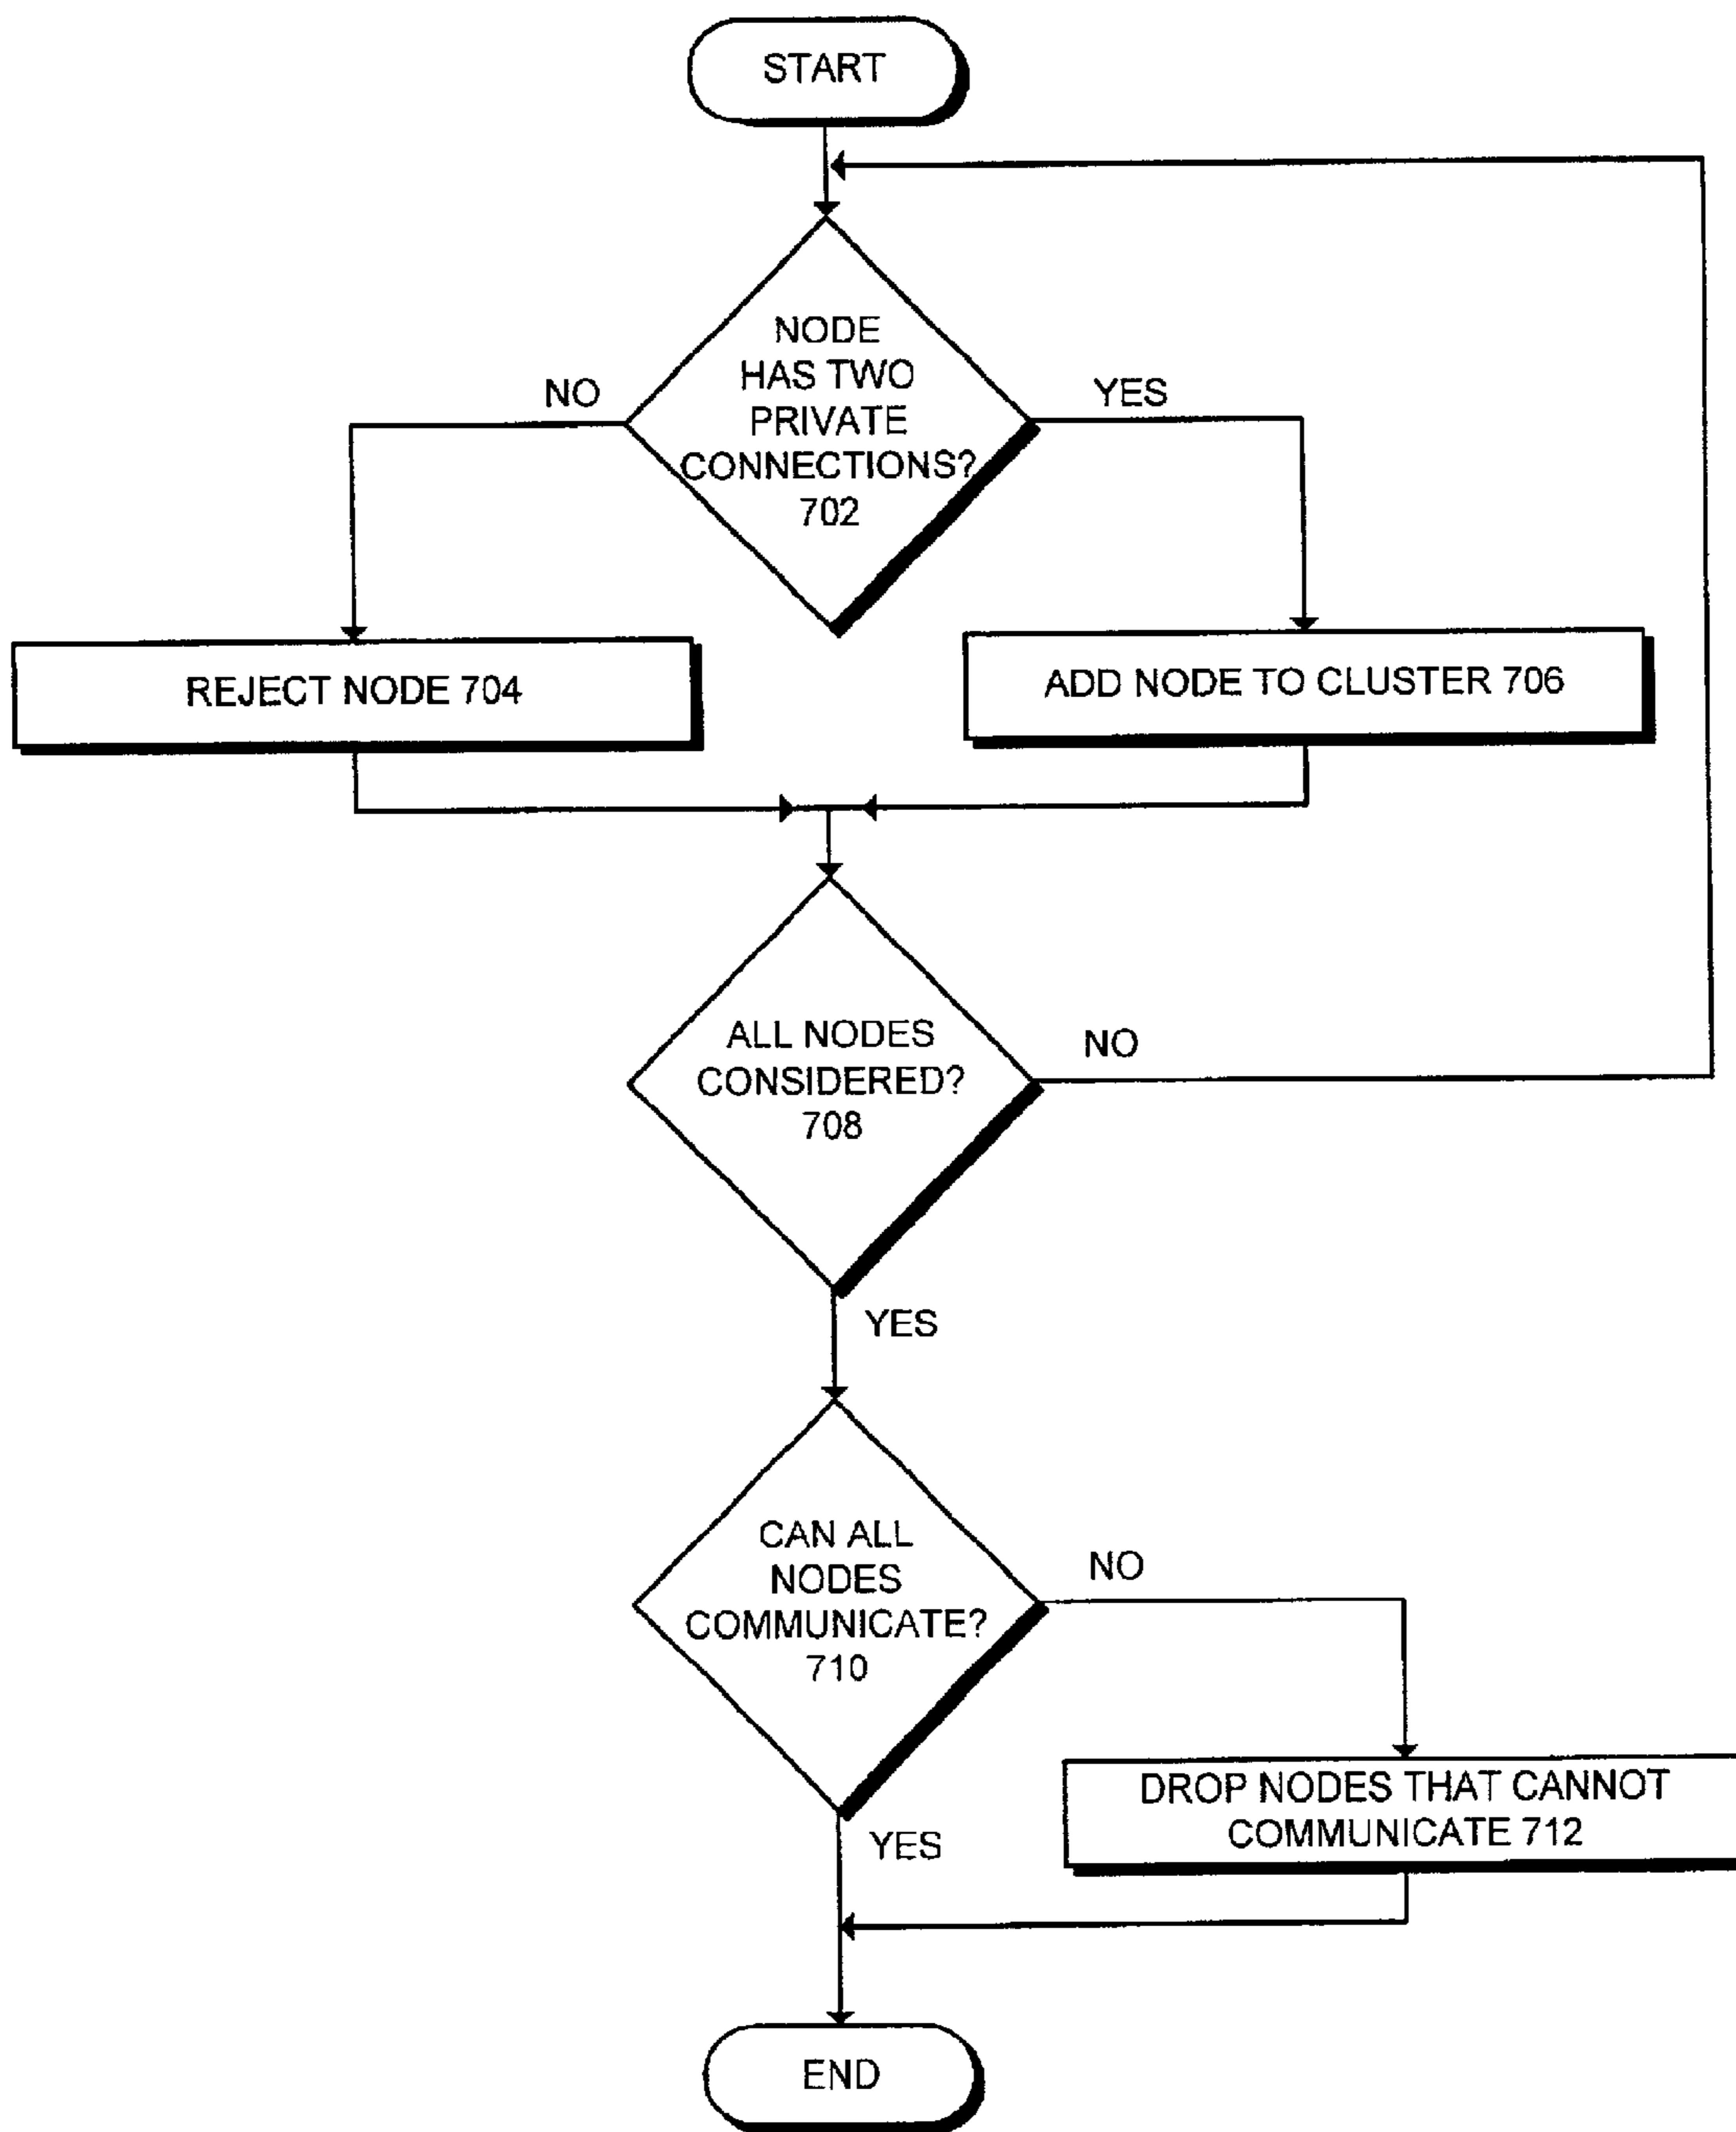 START
NODE
HAS TWO
PRIVATE
CONNECTIONS?
702
NO
YES
REJECT NODE 704
ADD NODE TO CLUSTER 706
ALL NODES
CONSIDERED?
708
NO
YES
CAN ALL
NODES
COMMUNICATE?
710
NO
DROP NODES THAT CANNOT
COMMUNICATE 712
YES
END